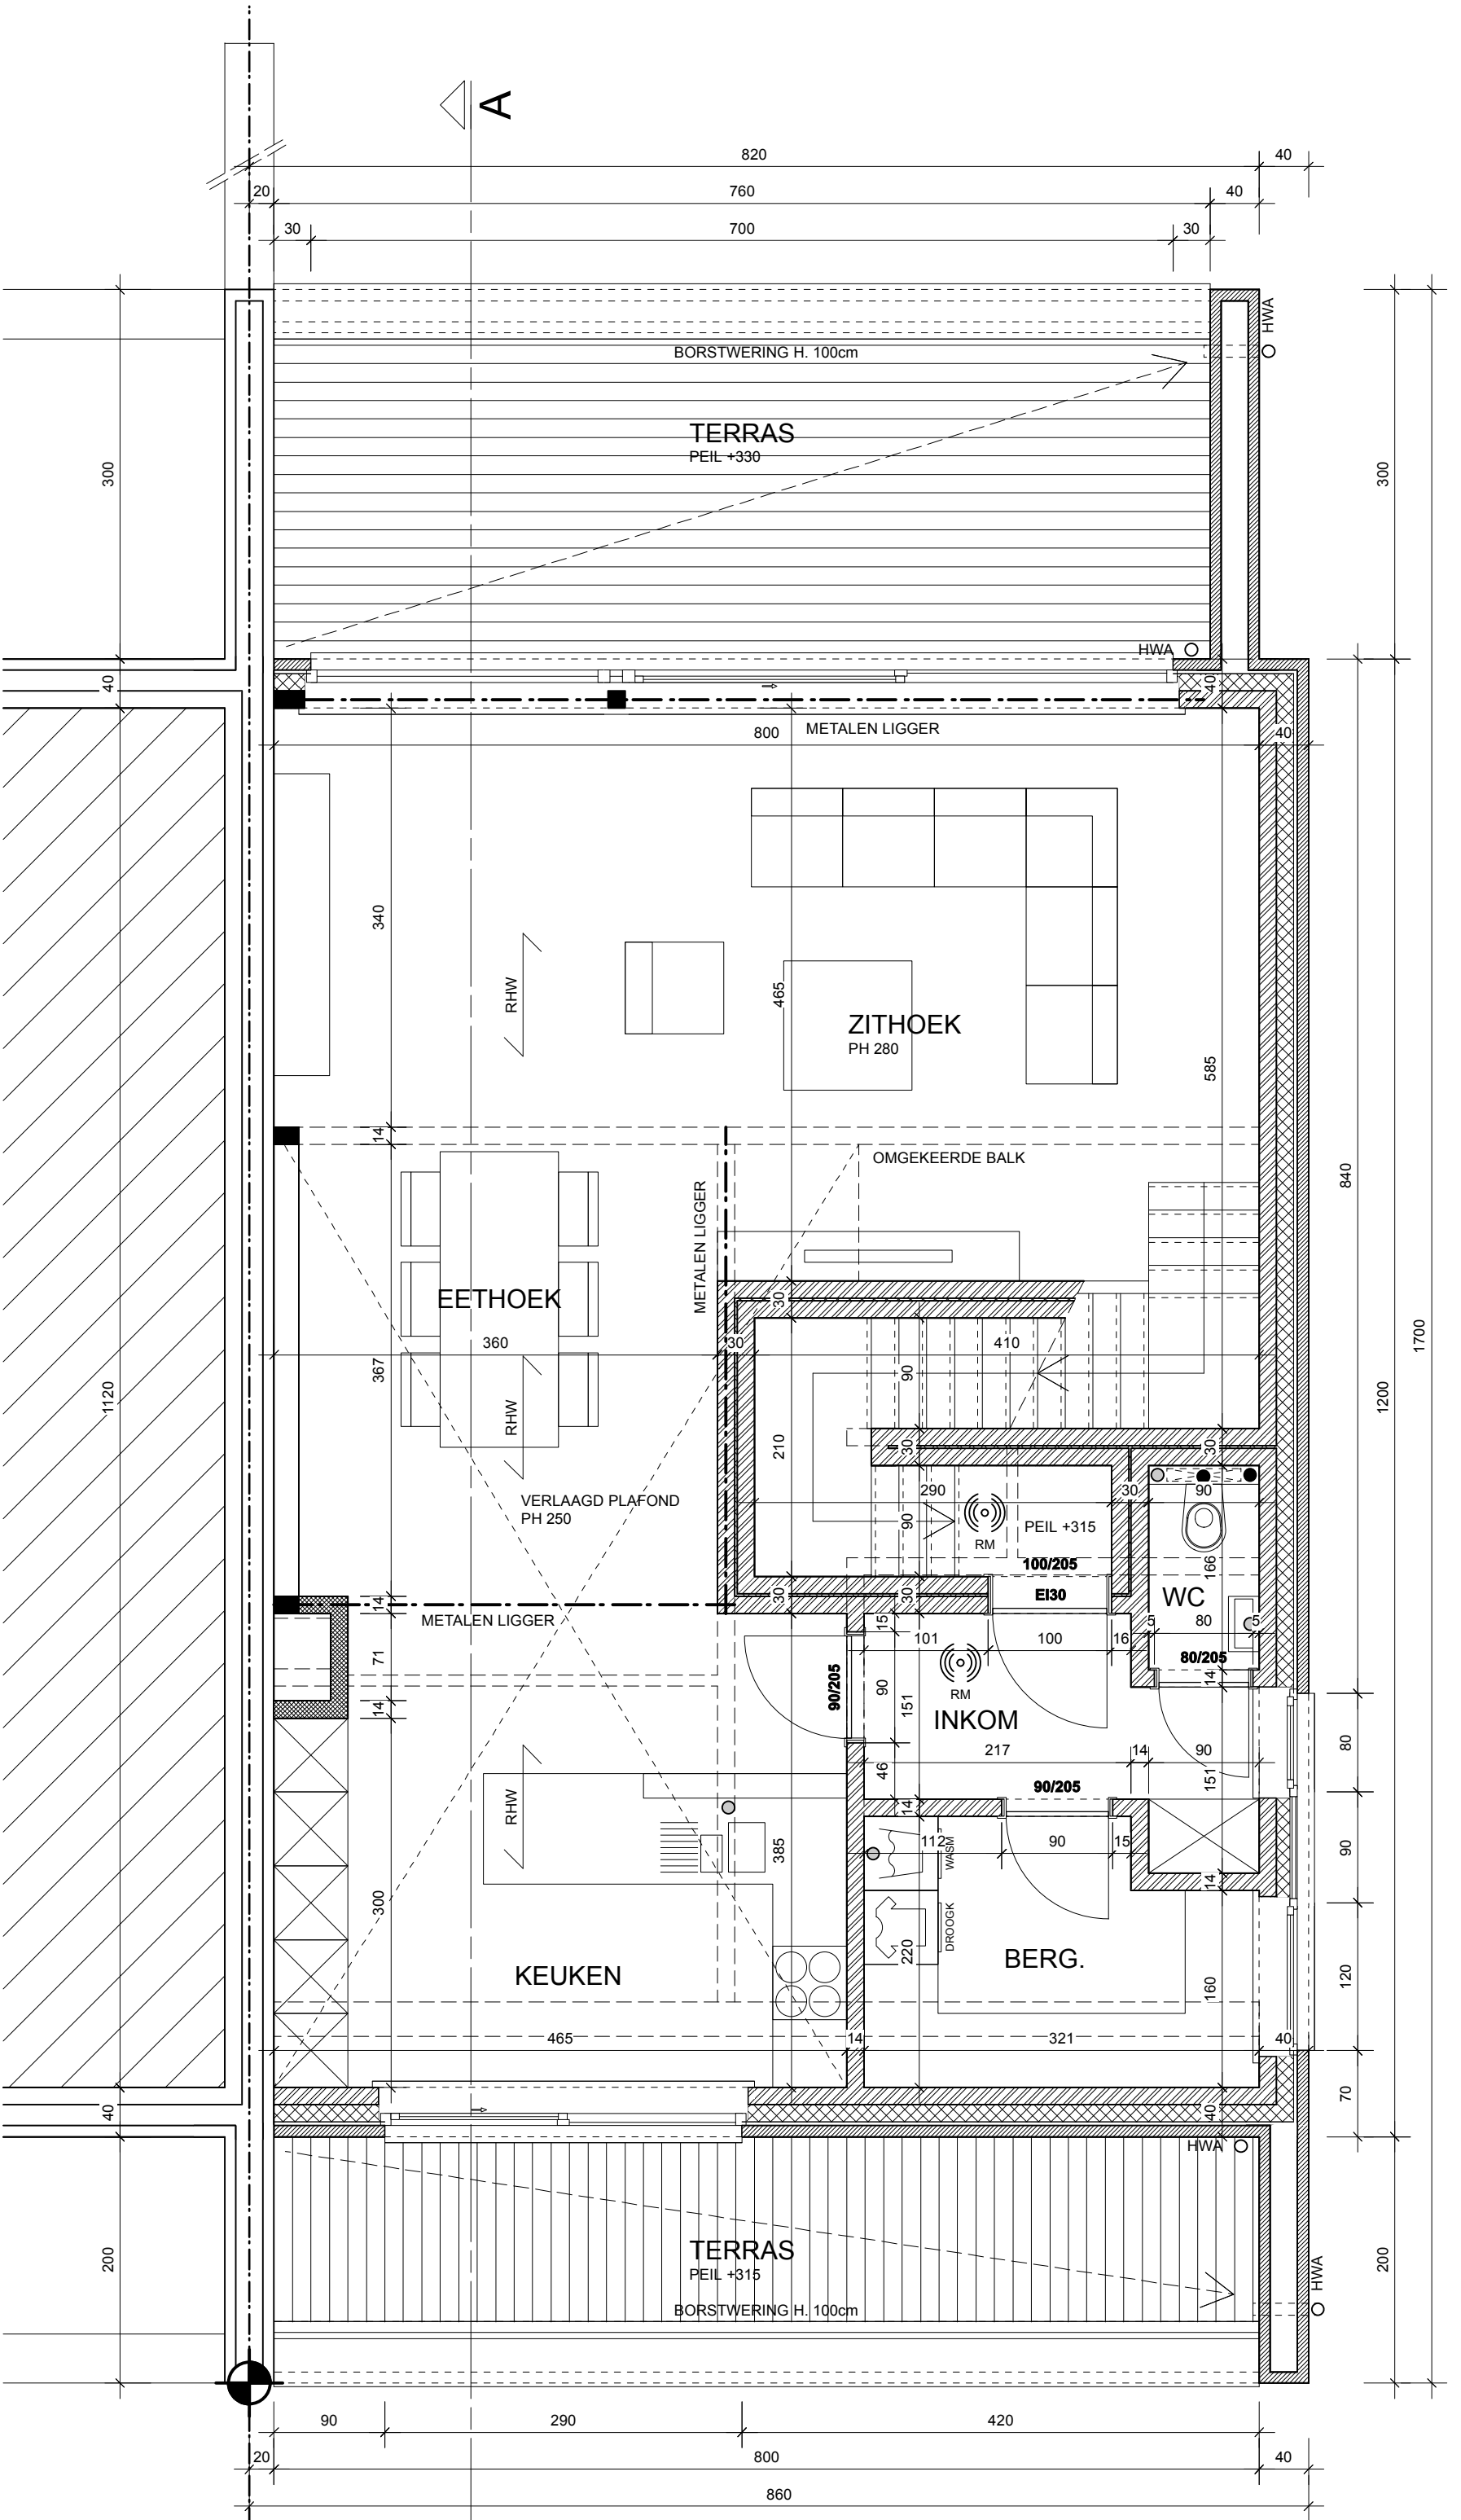 A
820
40
20
760
40
30
700
30
HWA
BORSTWERING H. 100cm
TERRAS
PEIL +330
300
300
HWA
40
40
METALEN LIGGER
800
40
340
465
RHW
ZITHOEK
PH 280
585
14
OMGEKEERDE BALK
840
METALEN LIGGER
EETHOEK
30
360
30
410
1700
367
90
1120
1200
RHW
210
30
30
VERLAAGD PLAFOND
PH 250
290
30
90
90
PEIL +315
RM
100/205
166
EI30
WC
14
30
30
METALEN LIGGER
15
5
80
5
101
100
16
80/205
71
90/205
90
151
RM
14
14
INKOM
217
14
90
80
46
151
90/205
14
RHW
112
90
15
WASM
385
90
14
300
DROOGK
220
BERG.
KEUKEN
160
120
465
14
321
40
70
40
40
HWA
TERRAS
PEIL +315
200
200
BORSTWERING H. 100cm
HWA
90
290
420
20
800
40
860